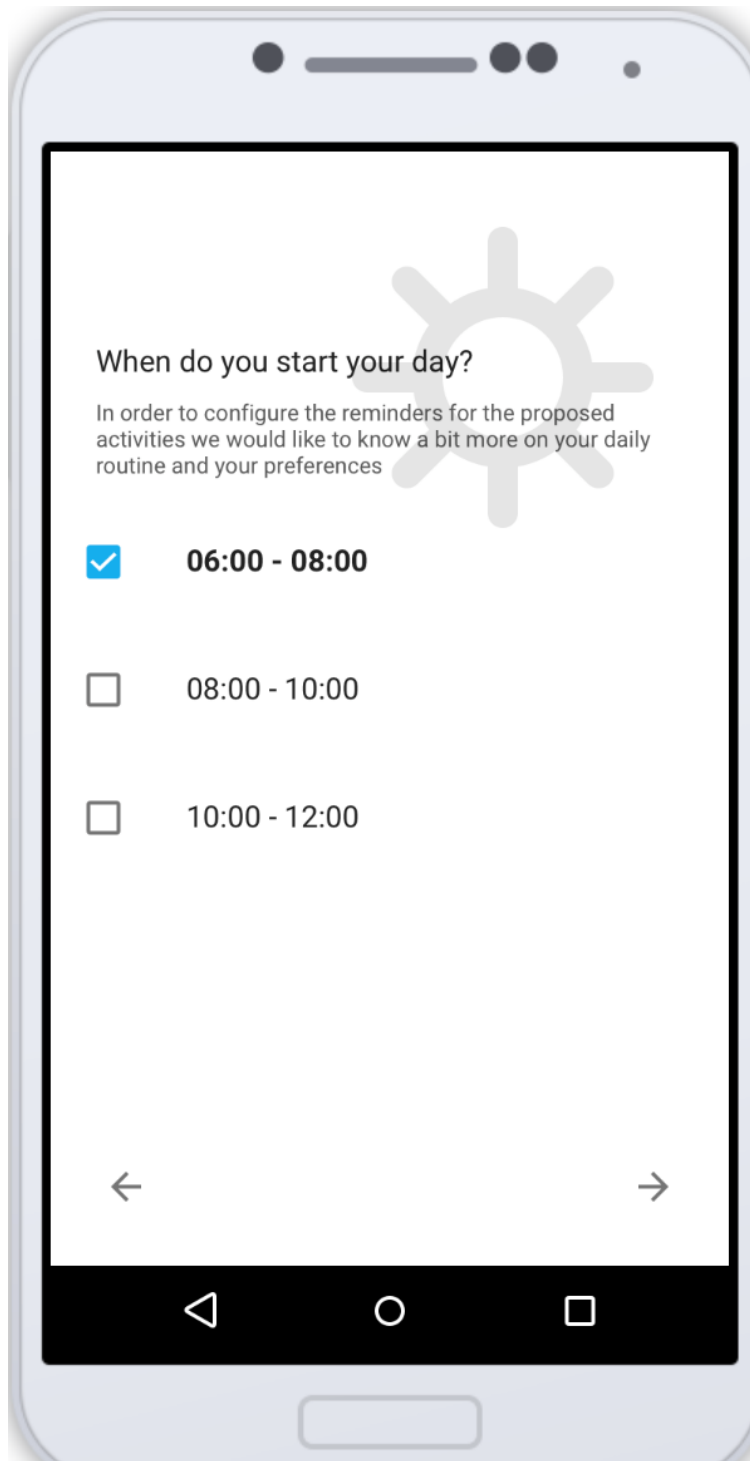 When do you start your day?
In order to configure the reminders for the proposed
activities we would like to know a bit more on your daily
routine and your preferences
06:00 - 08:00
08:00 - 10:00
10:00 - 12:00